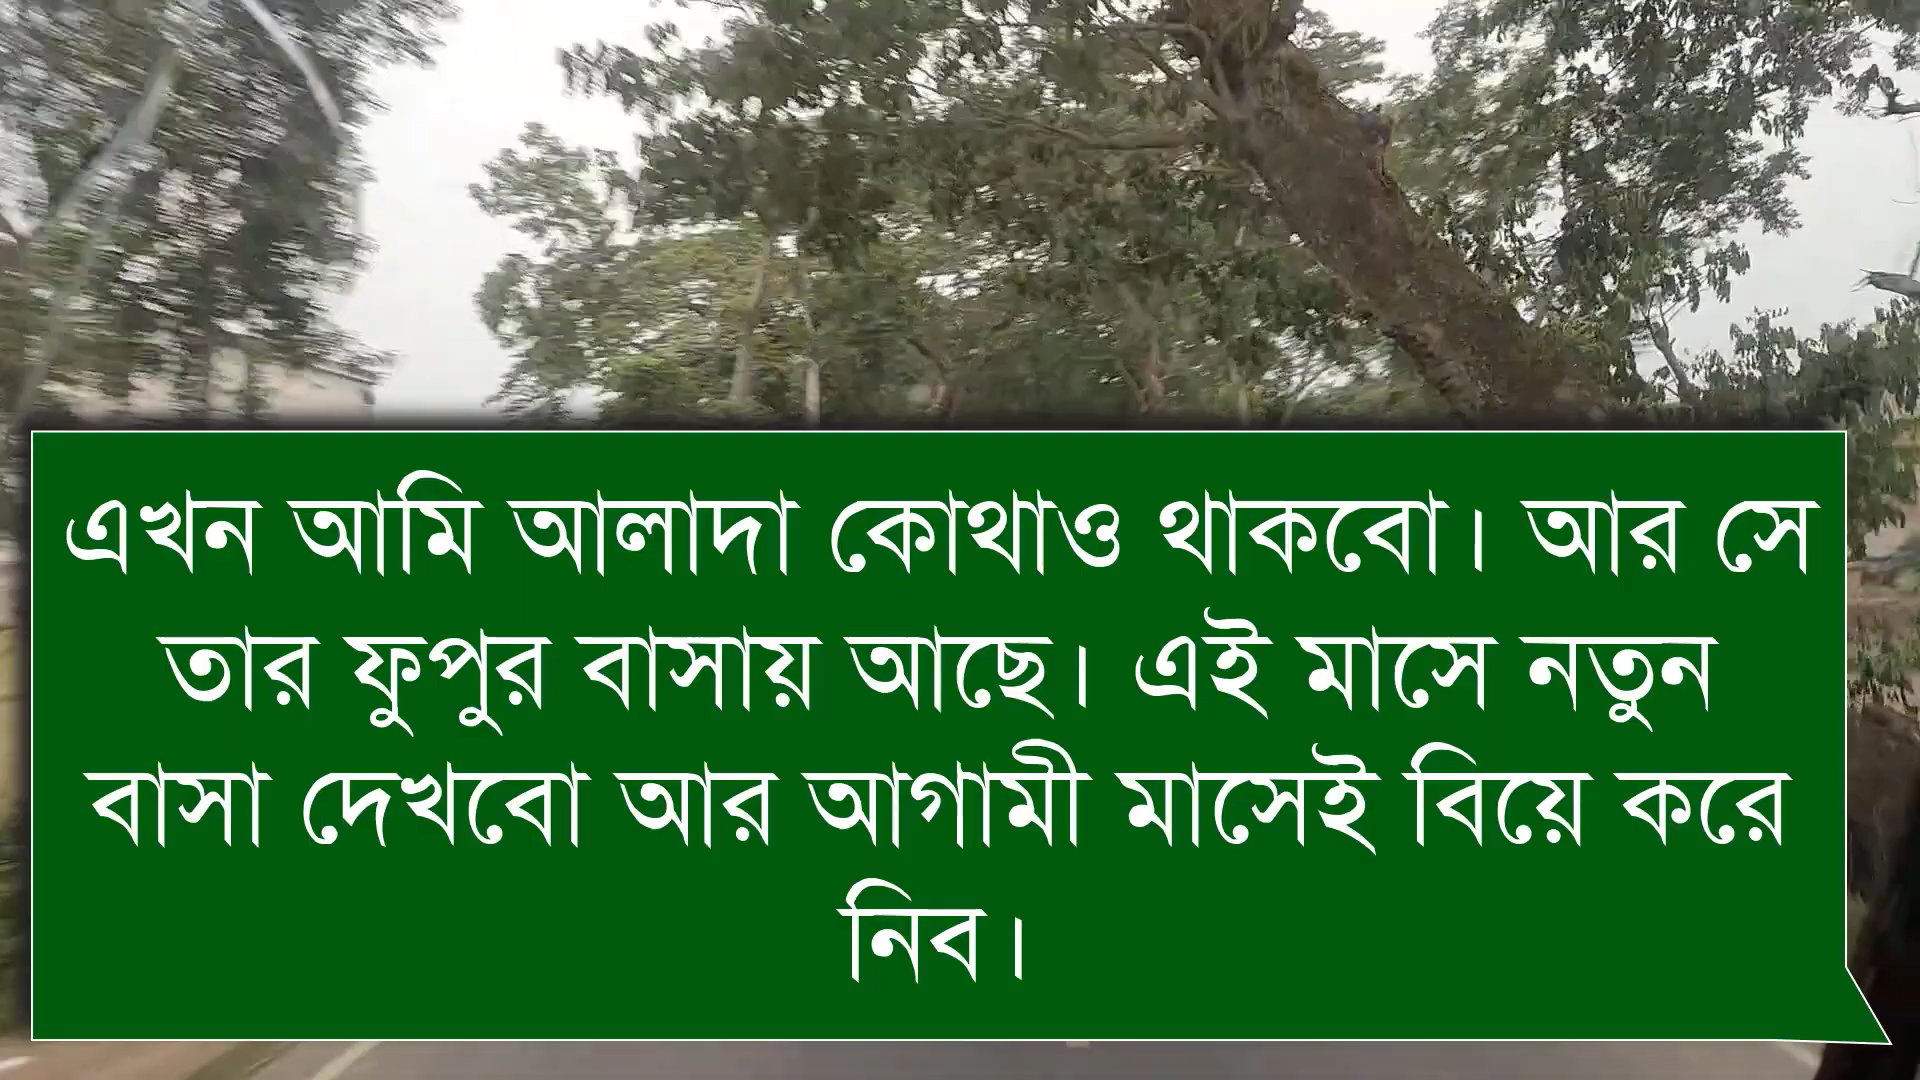 এখন আমি আলাদা কোথাও থাকবো। আর সে
তার ফুপুর বাসায় আছে। এই মাসে নতুন
বাসা দেখবো আর আগামী মাসেই বিয়ে করে
নিব।